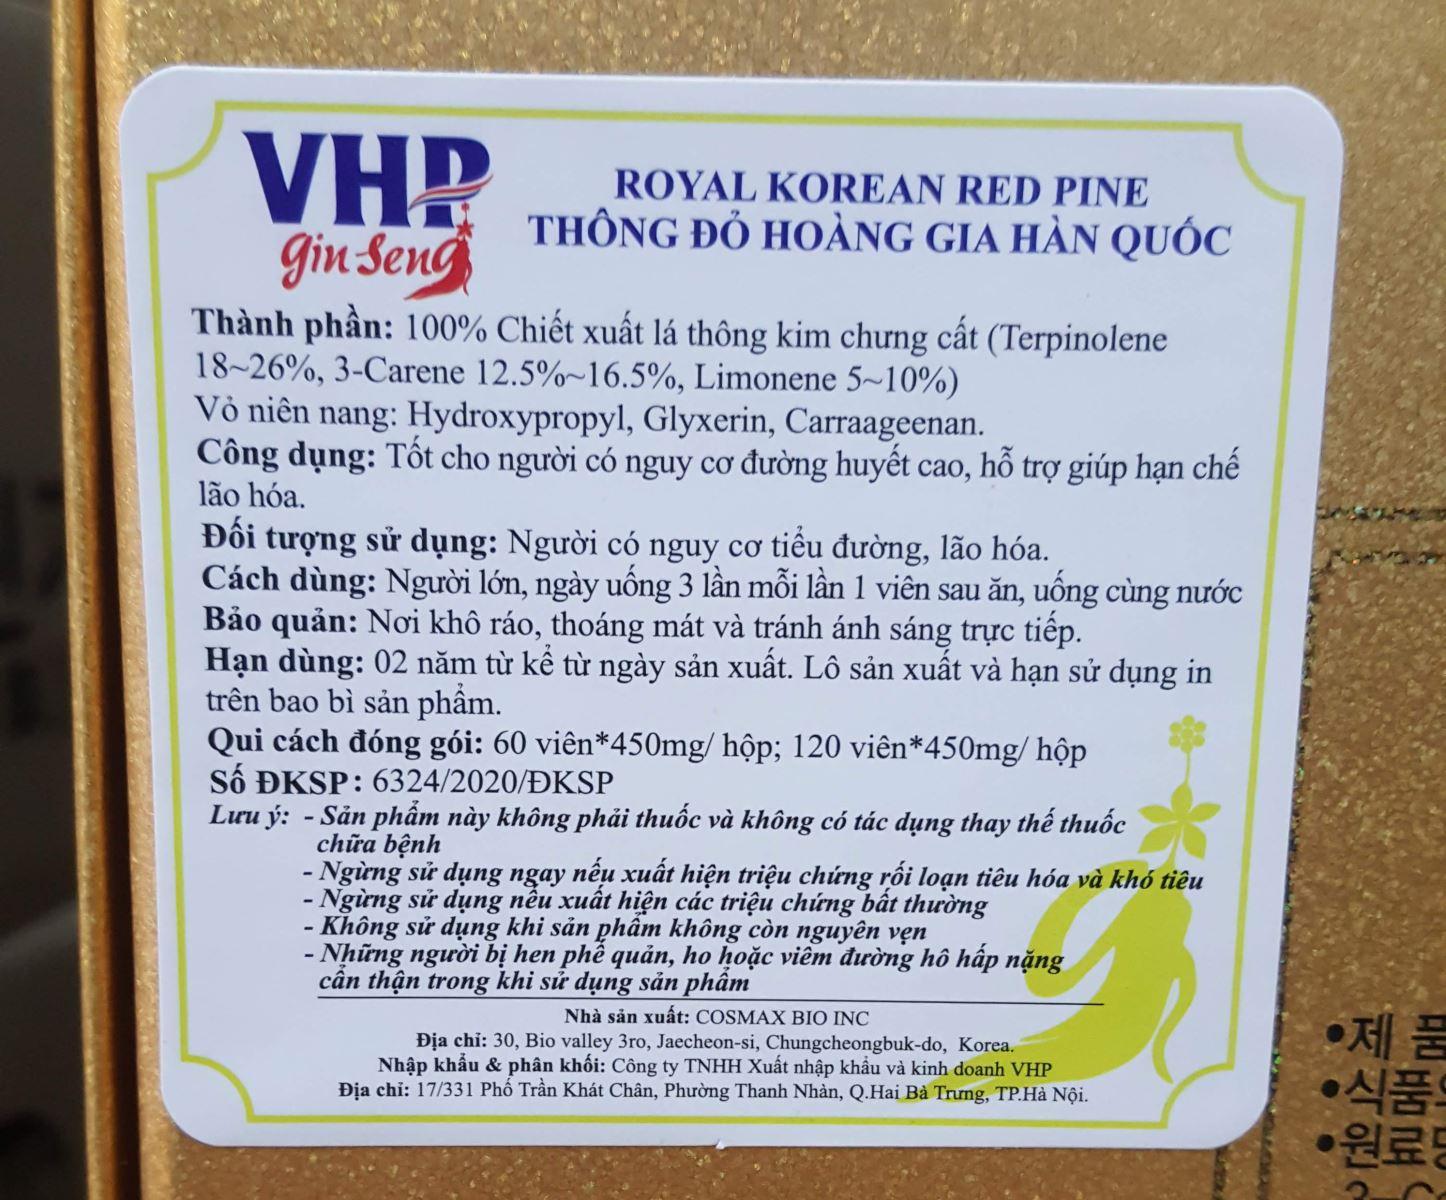 VHP
gin seng
ROYAL KOREAN RED PINE
THÔNG ĐỎ HOÀNG GIA HÀN QUỐC
Thành phần: 100% Chiết xuất lá thông kim chưng cất (Terpinolene
18~26%, 3-Carene 12.5%~16.5%, Limonene 5~10%)
Vỏ niên nang: Hydroxypropyl, Glyxerin, Carraageenan.
Công dụng: Tốt cho người có nguy cơ đường huyết cao, hỗ trợ giúp hạn chế
lão hóa.
Đối tượng sử dụng: Người có nguy cơ tiểu đường, lão hóa.
Cách dùng: Người lớn, ngày uống 3 lần mỗi lần 1 viên sau ăn, uống cùng nước
Bảo quản: Nơi khô ráo, thoáng mát và tránh ánh sáng trực tiếp.
Hạn dùng: 02 năm từ kể từ ngày sản xuất. Lô sản xuất và hạn sử dụng in
trên bao bì sản phẩm.
Qui cách đóng gói: 60 viên*450mg/ hộp; 120 viên*450mg/ hộp
Số ĐKSP: 6324/2020/ĐKSP
Lưu ý: - Sản phẩm này không phải thuốc và không có tác dụng thay thế thuốc
chữa bệnh
- Ngừng sử dụng ngay nếu xuất hiện triệu chứng rối loạn tiêu hóa và khó tiêu
- Ngừng sử dụng nếu xuất hiện các triệu chứng bất thường
- Không sử dụng khi sản phẩm không còn nguyên vẹn
- Những người bị hen phế quản, ho hoặc viêm đường hô hấp nặng
cẩn thận trong khi sử dụng sản phẩm
Nhà sản xuất: COSMAX BIO INC
Địa chỉ: 30, Bio valley 3ro, Jaecheon-si, Chungcheongbuk-do, Korea.
Nhập khẩu & phân khối: Công ty TNHH Xuất nhập khẩu và kinh doanh VHP
Địa chỉ: 17/331 Phố Trần Khát Chân, Phường Thanh Nhàn, Q.Hai Bà Trưng, TP.Hà Nội.
•제 품
•식품
•원료